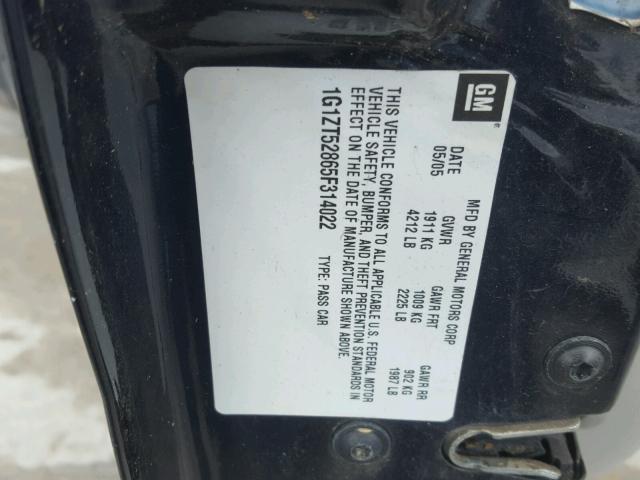 GM
MFD BY GENERAL MOTORS CORP
DATE GVWR GAWR FRT GAWR RR
05/05 1911 KG 1009 KG 902 KG
4212 LB 2225 LB 1987 LB
THIS VEHICLE CONFORMS TO ALL APPLICABLE U.S. FEDERAL MOTOR
VEHICLE SAFETY, BUMPER, AND THEFT PREVENTION STANDARDS IN
EFFECT ON THE DATE OF MANUFACTURE SHOWN ABOVE.
1G1ZT52865F314022 TYPE: PASS CAR